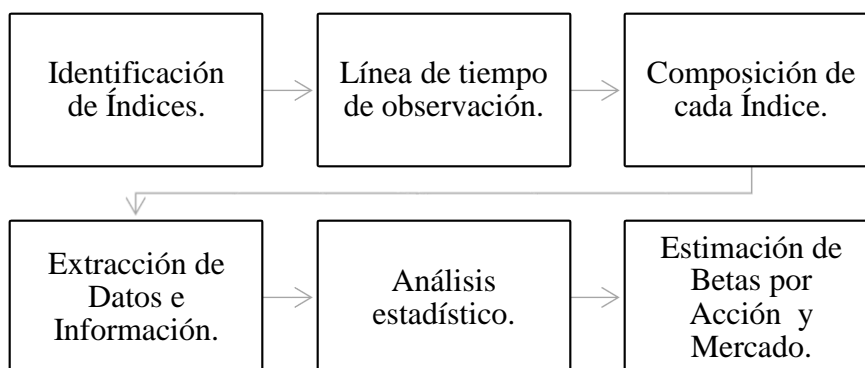 Identificación
de Índices.
Línea de tiempo
de observación.
Composición de
cada Índice.
Extracción de
Datos e
Información.
Análisis
estadístico.
Estimación de
Betas por
Acción  y
Mercado.